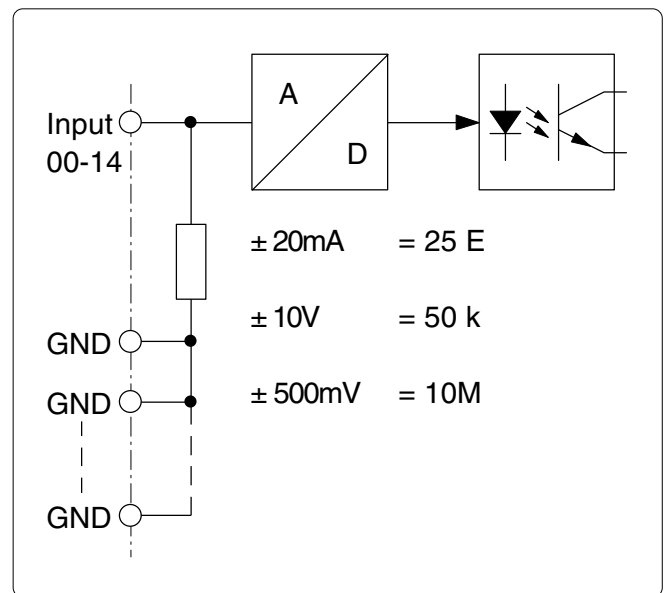 A
D
Input
00-14
± 20mA = 25 E
± 10V = 50 k
GND
± 500mV = 10M
GND
GND